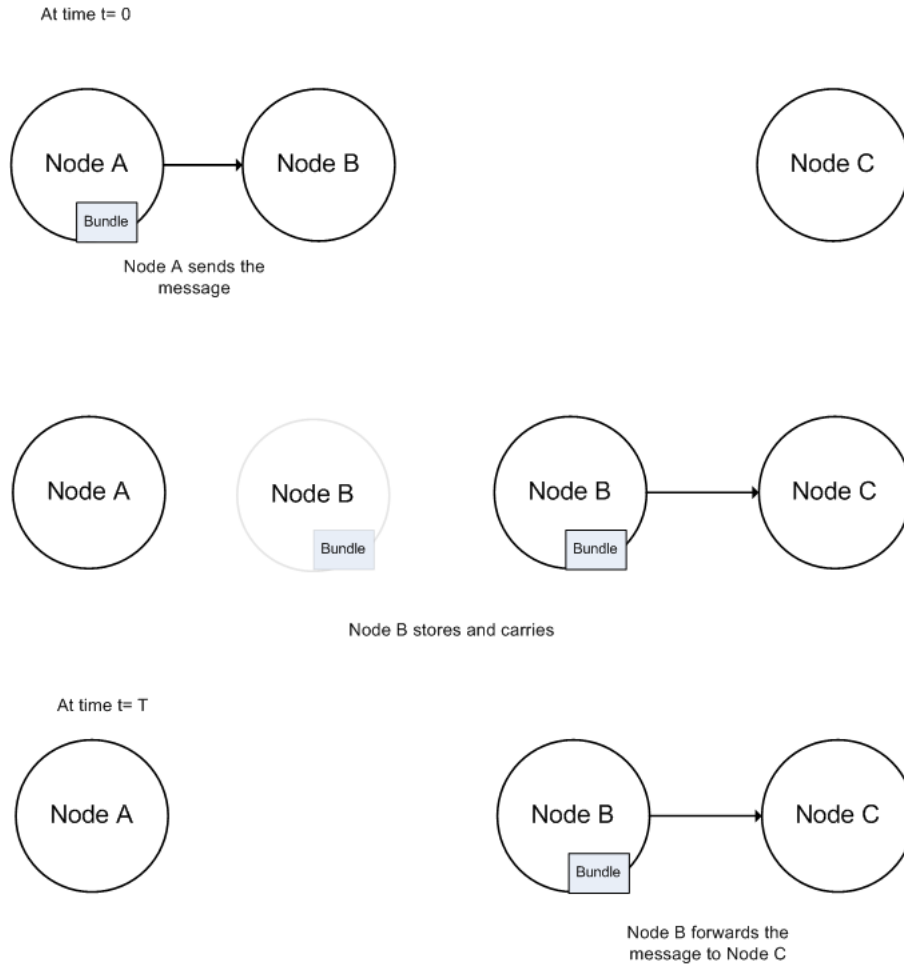 At time t= 0
Node A
Node B
Node C
Bundle
Node A sends the
message
Node A
Node B
Node B
Node C
Bundle
Bundle
Node B stores and carries
At time t= T
Node A
Node B
Node C
Bundle
Node B forwards the
message to Node C